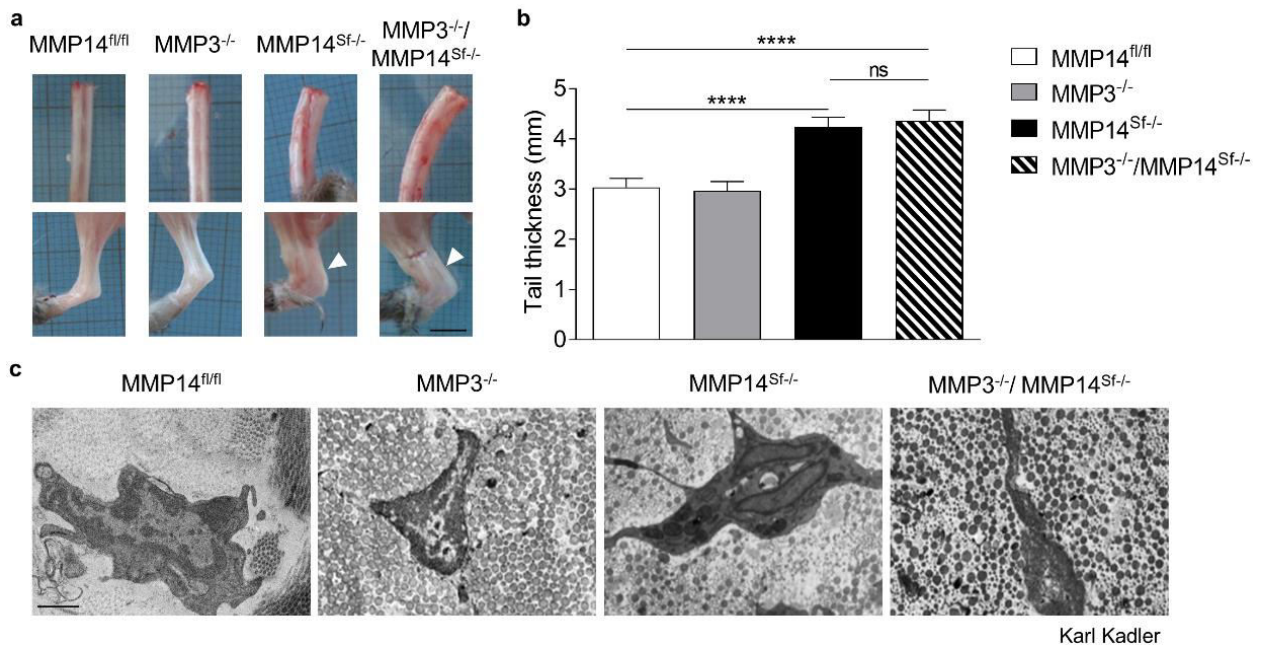 a
MMP14fl/fl
MMP3-/-
MMP14Sf-/-
MMP3-/-/
MMP14Sf-/-
b
****
ns
****
Tail thickness (mm)
5
4
3
2
1
0
MMP14fl/fl
MMP3-/-
MMP14Sf-/-
MMP3-/-/MMP14Sf-/-
c
MMP14fl/fl
MMP3-/-
MMP14Sf-/-
MMP3-/-/ MMP14Sf-/-
Karl Kadler